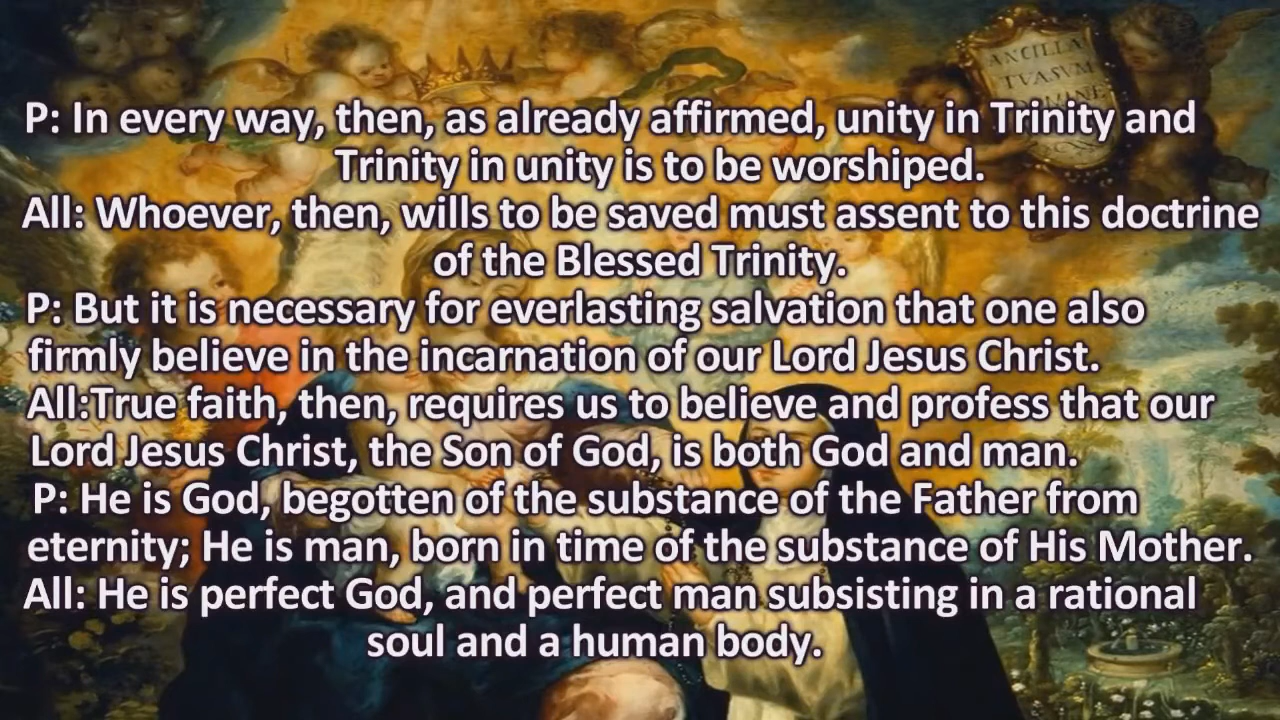 ANCILLA
TVASVM
P: In every way, then, as already affirmed, unity in Trinity and
Trinity in unity is to be worshiped.
All: Whoever, then, wills to be saved must assent to this doctrine
of the Blessed Trinity.
P: But it is necessary for everlasting salvation that one also
firmly believe in the incarnation of our Lord Jesus Christ.
All:True faith, then, requires us to believe and profess that our
Lord Jesus Christ, the Son of God, is both God and man.
P: He is God, begotten of the substance of the Father from
eternity; He is man, born in time of the substance of His Mother.
All: He is perfect God, and perfect man subsisting in a rational
soul and a human body.